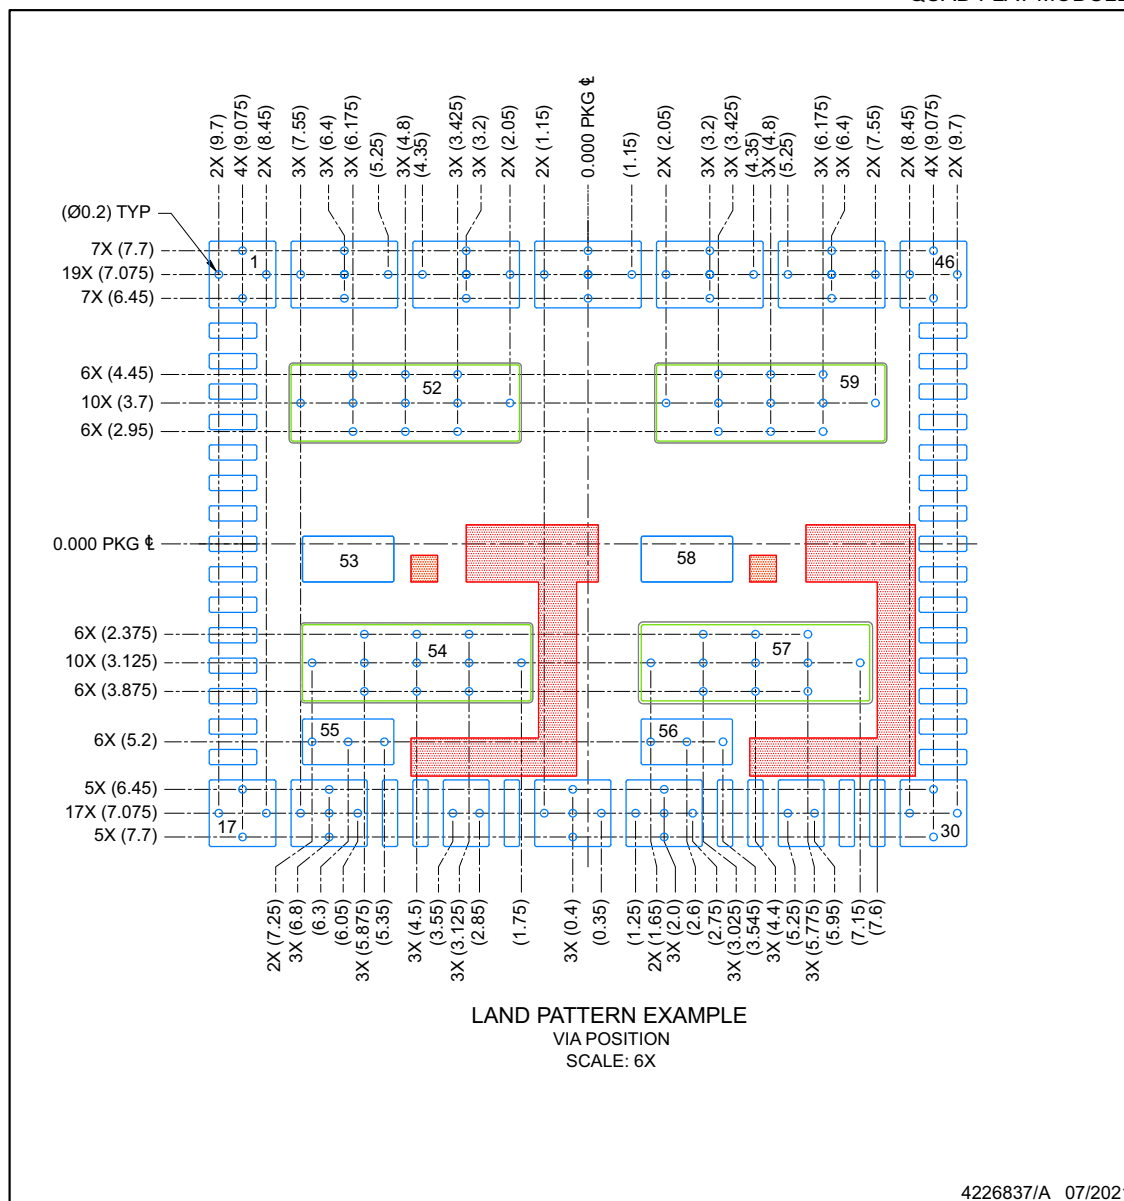 2X (9.7)
4X (9.075)
2X (8.45)
3X (7.55)
3X (6.4)
3X (6.175)
(5.25)
3X (4.8)
(4.35)
3X (3.425)
3X (3.2)
2X (2.05)
2X (1.15)
0.000 PKG ℄
(1.15)
2X (2.05)
3X (3.2)
3X (3.425)
(4.35)
3X (4.8)
(5.25)
3X (6.175)
3X (6.4)
2X (7.55)
2X (8.45)
4X (9.075)
2X (9.7)
(Ø0.2) TYP
7X (7.7)
1
46
19X (7.075)
7X (6.45)
6X (4.45)
52
59
10X (3.7)
6X (2.95)
0.000 PKG ℄
53
58
6X (2.375)
54
57
10X (3.125)
6X (3.875)
55
56
6X (5.2)
5X (6.45)
17X (7.075)
17
30
5X (7.7)
2X (7.25)
3X (6.8)
(6.3)
(6.05)
3X (5.875)
(5.35)
3X (4.5)
(3.55)
3X (3.125)
(2.85)
(1.75)
3X (0.4)
(0.35)
(1.25)
2X (1.65)
3X (2.0)
(2.6)
(2.75)
3X (3.025)
(3.545)
3X (4.4)
(5.25)
3X (5.775)
(5.95)
(7.15)
(7.6)
LAND PATTERN EXAMPLE
VIA POSITION
SCALE: 6X
4226837/A 07/2021